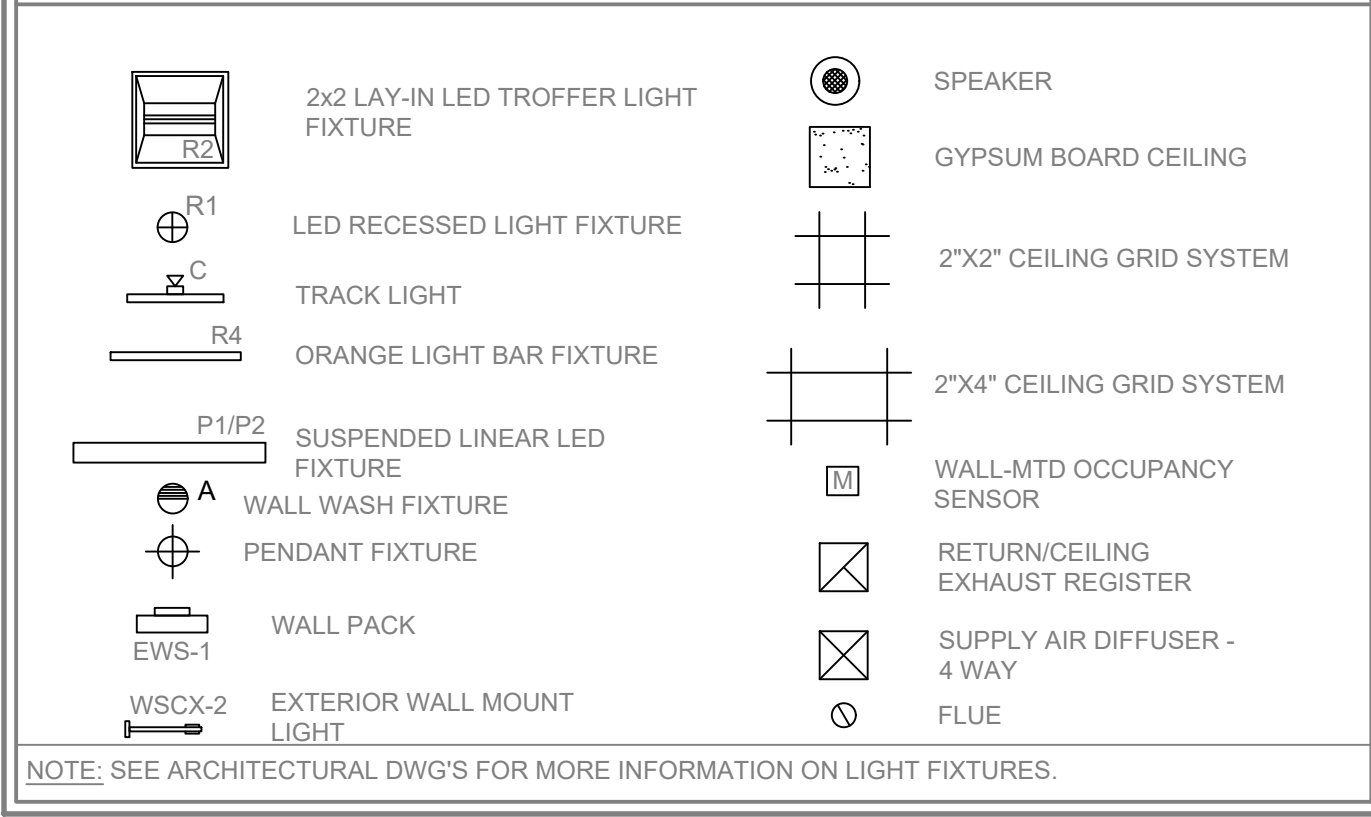 R2
2x2 LAY-IN LED TROFFER LIGHT
FIXTURE
R1
LED RECESSED LIGHT FIXTURE
C
TRACK LIGHT
R4
ORANGE LIGHT BAR FIXTURE
P1/P2
SUSPENDED LINEAR LED
FIXTURE
A
WALL WASH FIXTURE
PENDANT FIXTURE
WALL PACK
EWS-1
WSCX-2
EXTERIOR WALL MOUNT
LIGHT
SPEAKER
GYPSUM BOARD CEILING
2"X2" CEILING GRID SYSTEM
2"X4" CEILING GRID SYSTEM
M
WALL-MTD OCCUPANCY
SENSOR
RETURN/CEILING
EXHAUST REGISTER
SUPPLY AIR DIFFUSER -
4 WAY
FLUE
NOTE: SEE ARCHITECTURAL DWG'S FOR MORE INFORMATION ON LIGHT FIXTURES.